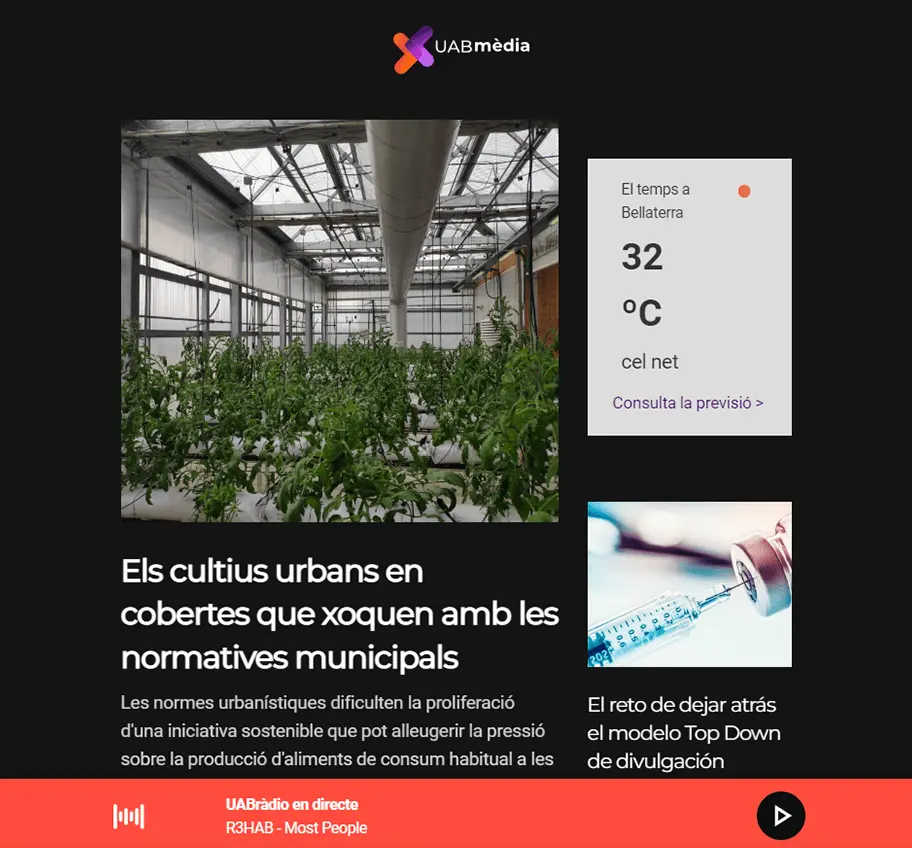 UABmèdia
El temps a
Bellaterra
32
ºC
cel net
Consulta la previsió >
Els cultius urbans en
cobertes que xoquen amb les
normatives municipals
Les normes urbanístiques dificulten la proliferació
d'una iniciativa sostenible que pot alleugerir la pressió
sobre la producció d'aliments de consum habitual a les
El reto de dejar atrás
el modelo Top Down
de divulgación
UABràdio en directe
R3HAB - Most People